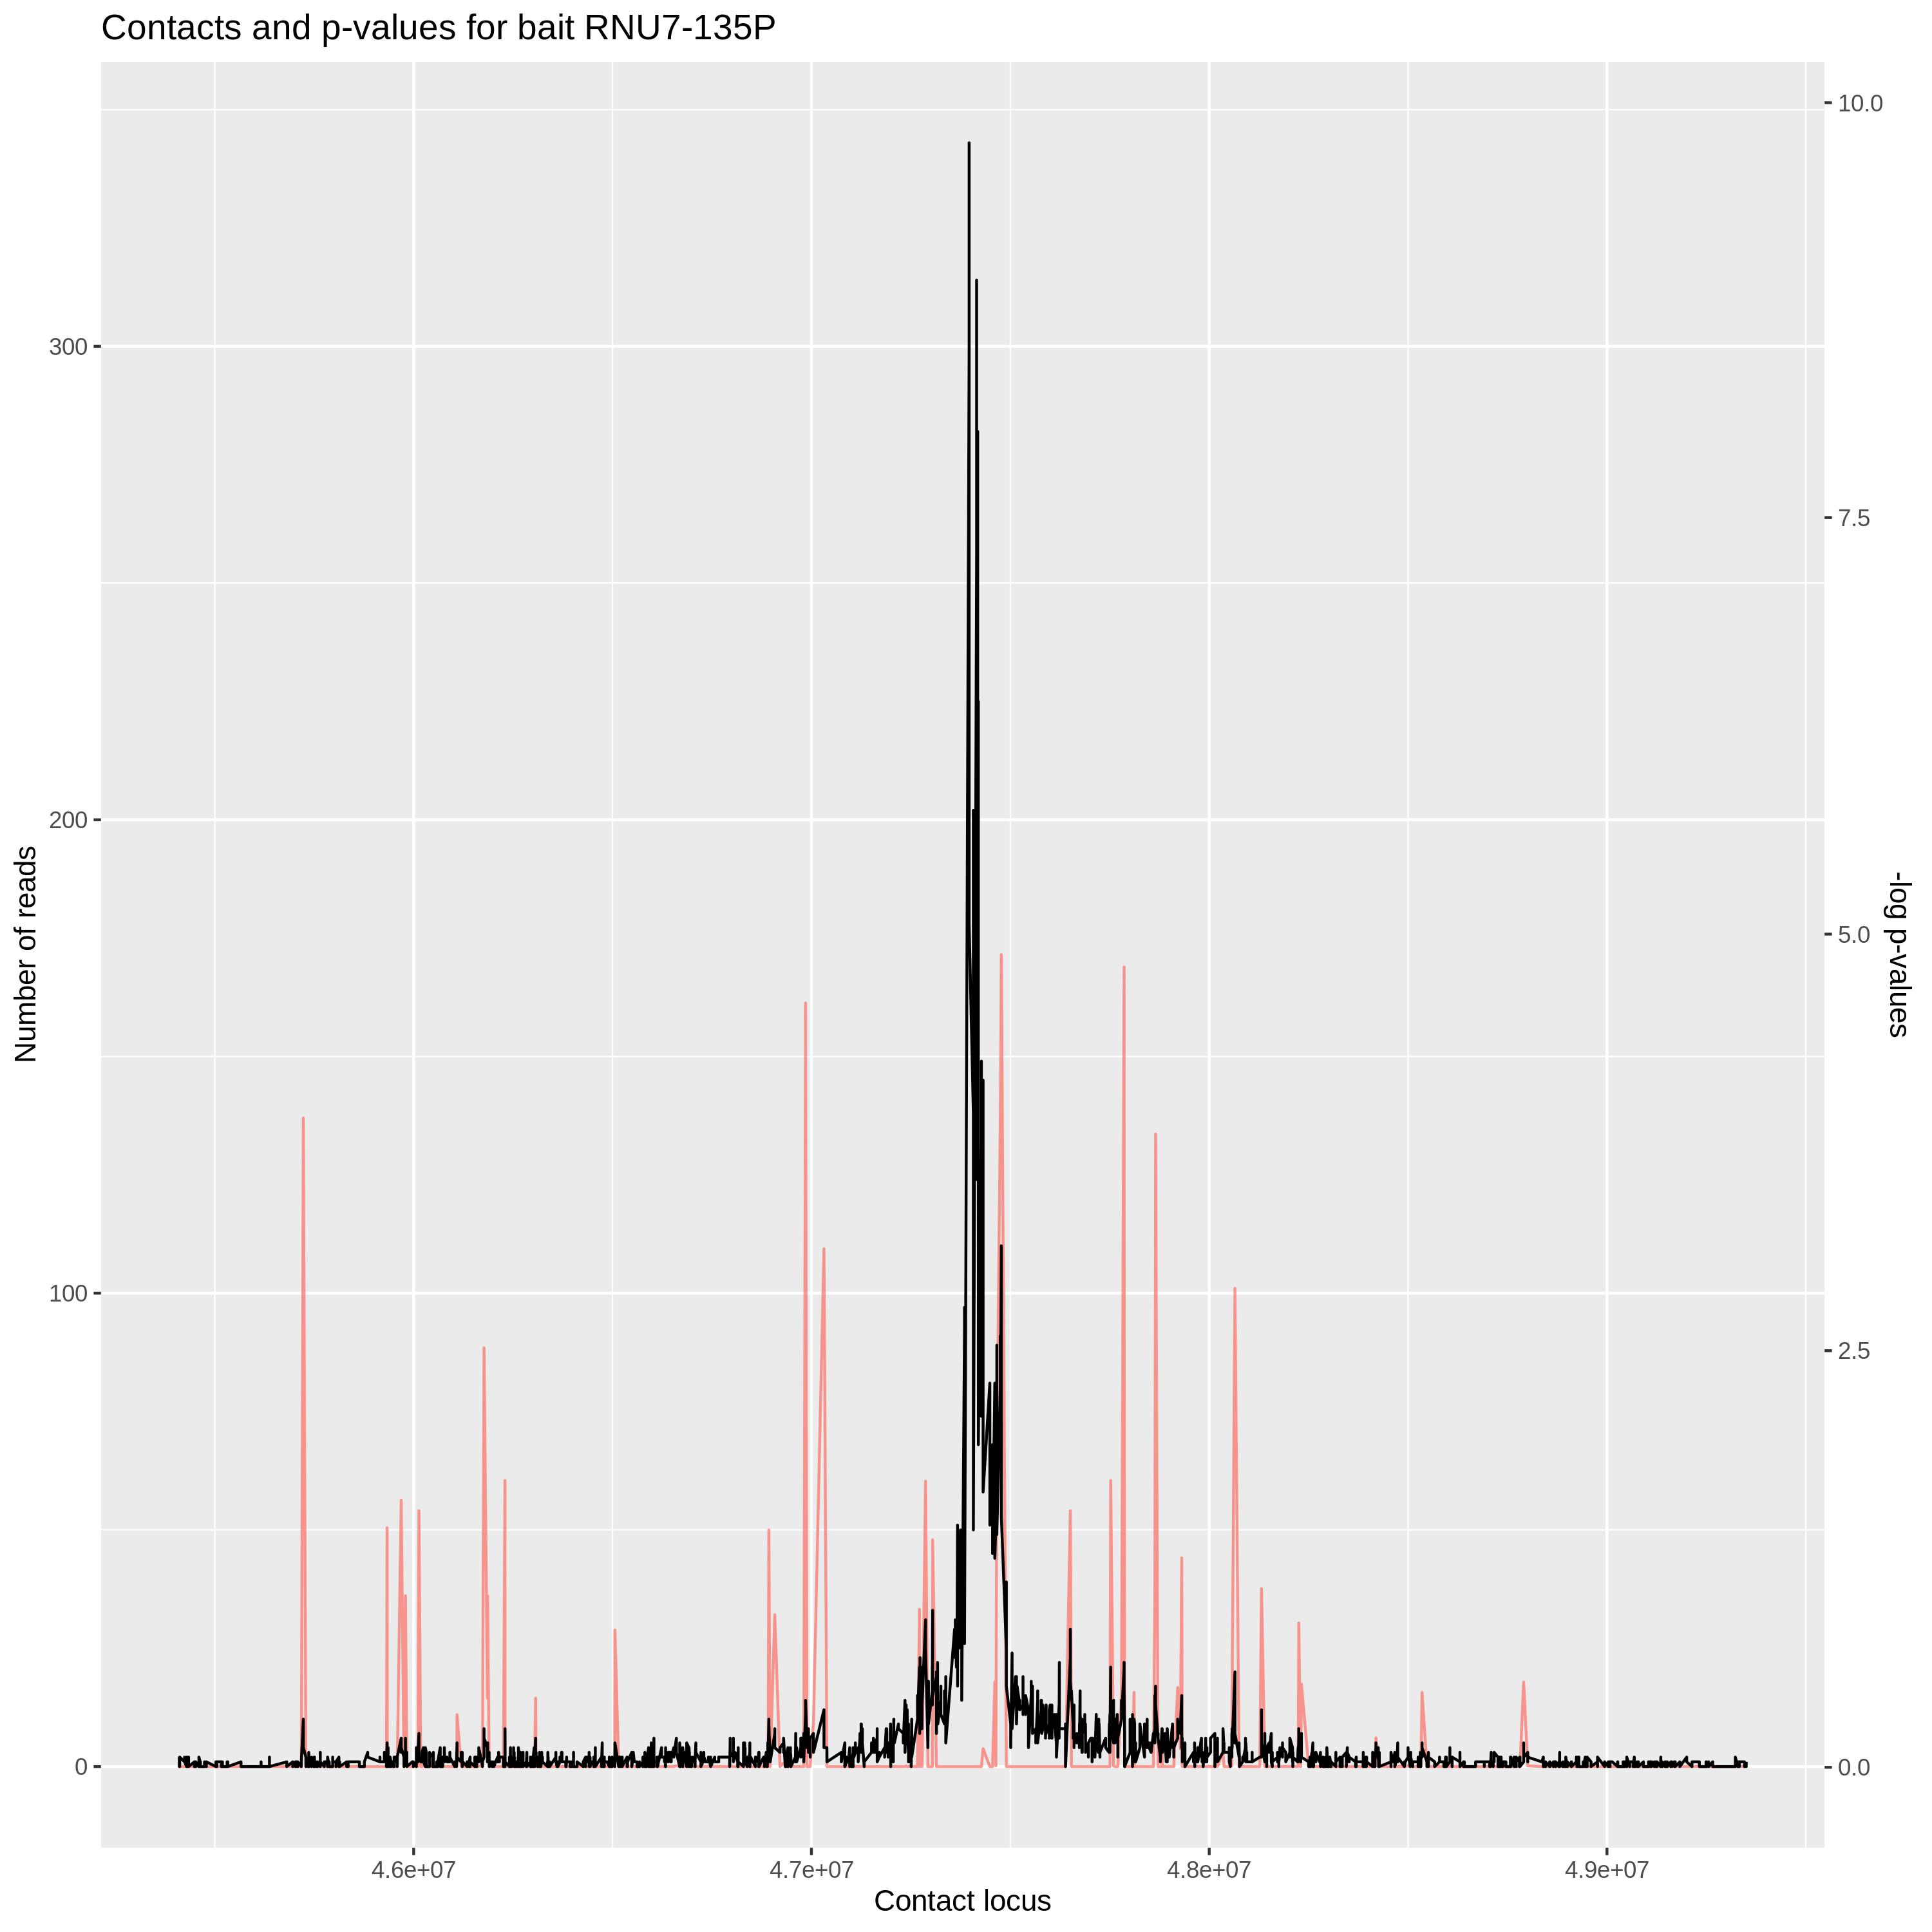 Contacts and p-values for bait RNU7-135P
Number of reads
300
200
100
0
10.0
7.5
5.0
2.5
0.0
-log p-values
4.6e+07
4.7e+07
4.8e+07
4.9e+07
Contact locus